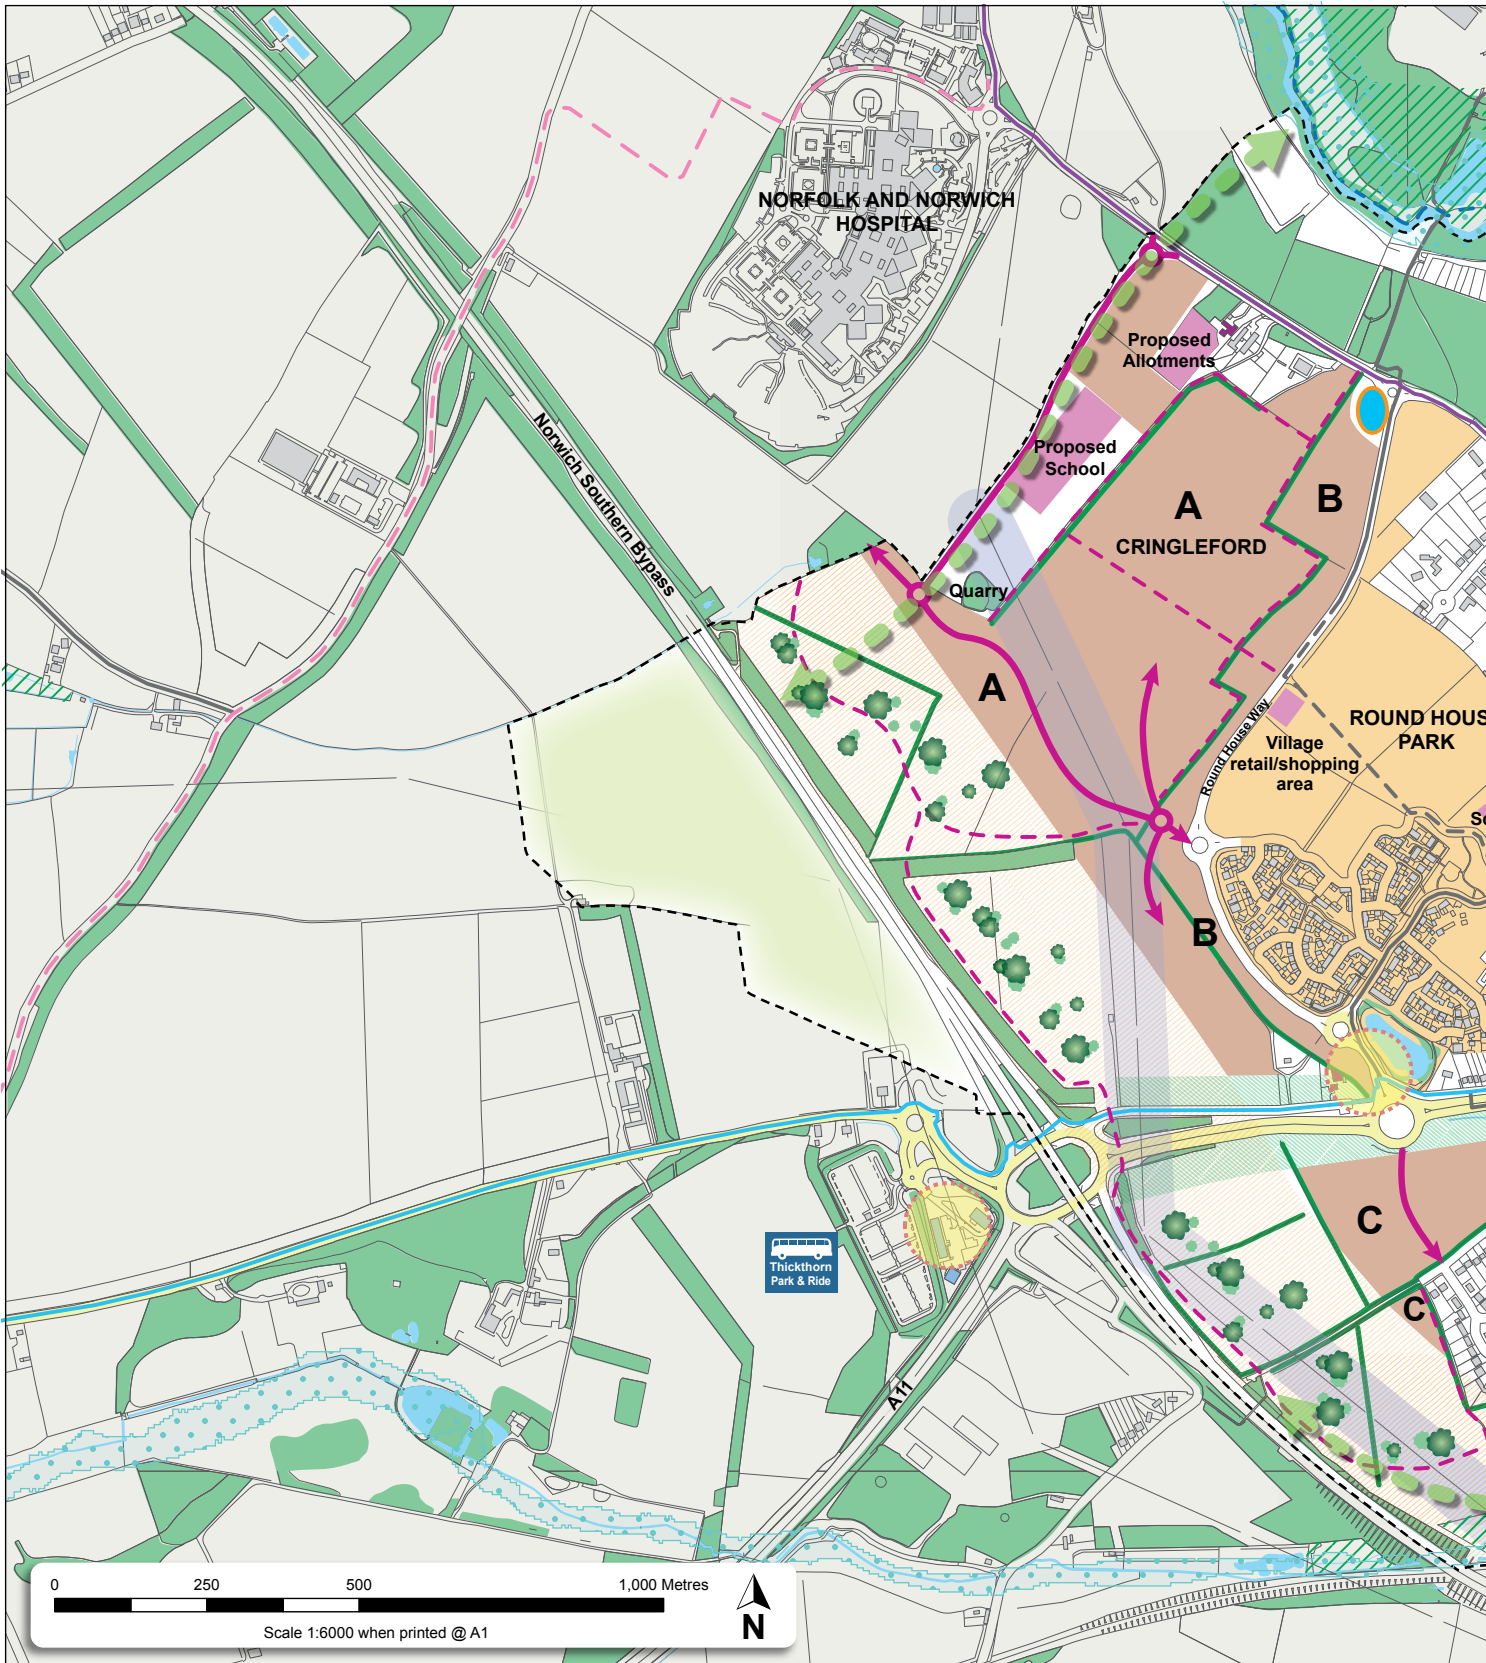 NORFOLK AND NORWICH
HOSPITAL
Proposed
Allotments
Norwich Southern Bypass
Proposed
School
A
B
CRINGLEFORD
Quarry
A
Round House Way
ROUND HOUS
PARK
Village
retail/shopping
area
Sc
B
C
Thickthorn
Park & Ride
C
A11
0 250 500 1,000 Metres
Scale 1:6000 when printed @ A1
N